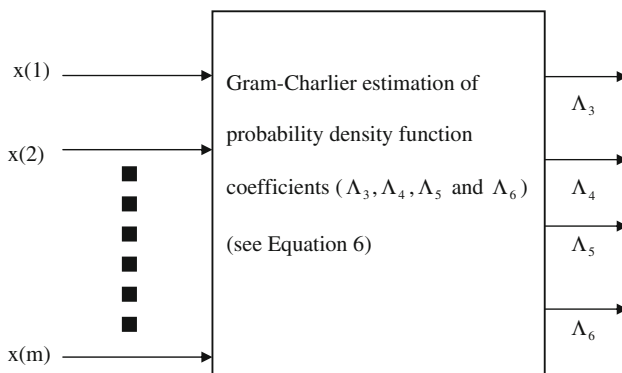 x(1)
x(2)
x(m)
Gram-Charlier estimation of
probability density function
coefficients ( Λ₃, Λ₄, Λ₅ and Λ₆)
(see Equation 6)
Λ₃
Λ₄
Λ₅
Λ₆